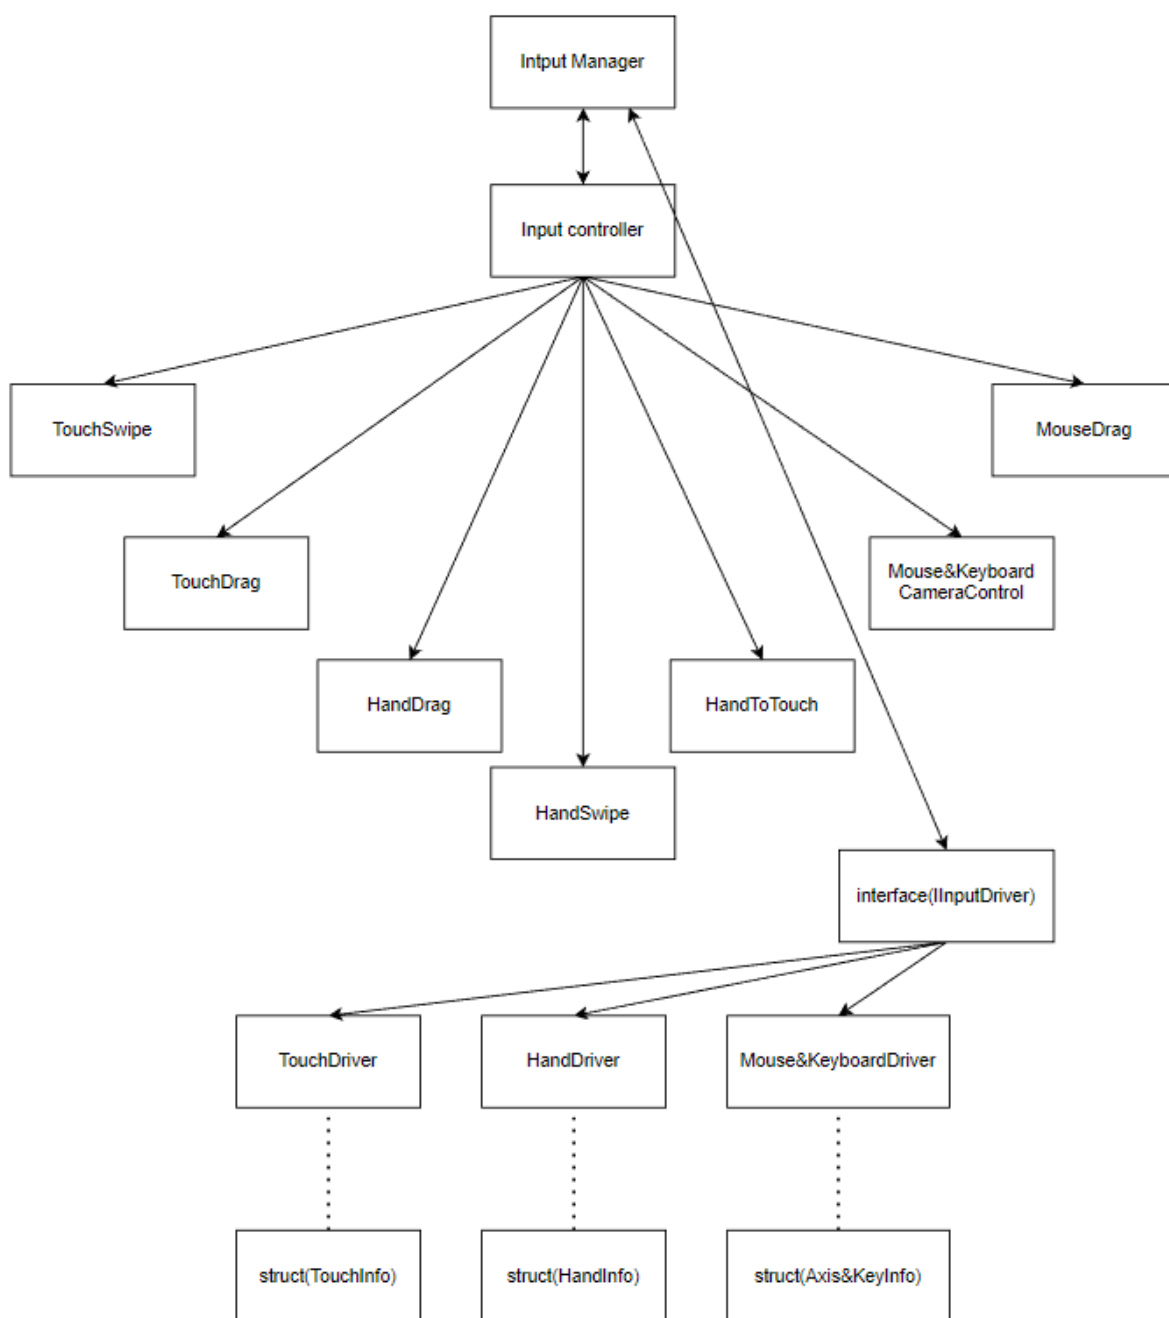 Intput Manager
Input controller
TouchSwipe
MouseDrag
TouchDrag
Mouse&Keyboard
CameraControl
HandDrag
HandToTouch
HandSwipe
interface(IInputDriver)
TouchDriver
HandDriver
Mouse&KeyboardDriver
struct(TouchInfo)
struct(HandInfo)
struct(Axis&KeyInfo)